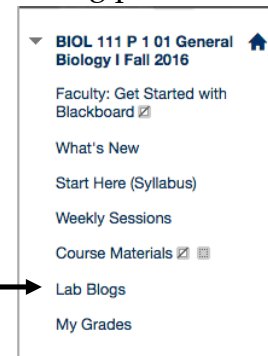 BIOL 111 P 1 01 General
Biology I Fall 2016
Faculty: Get Started with
Blackboard
What's New
Start Here (Syllabus)
Weekly Sessions
Course Materials
Lab Blogs
My Grades